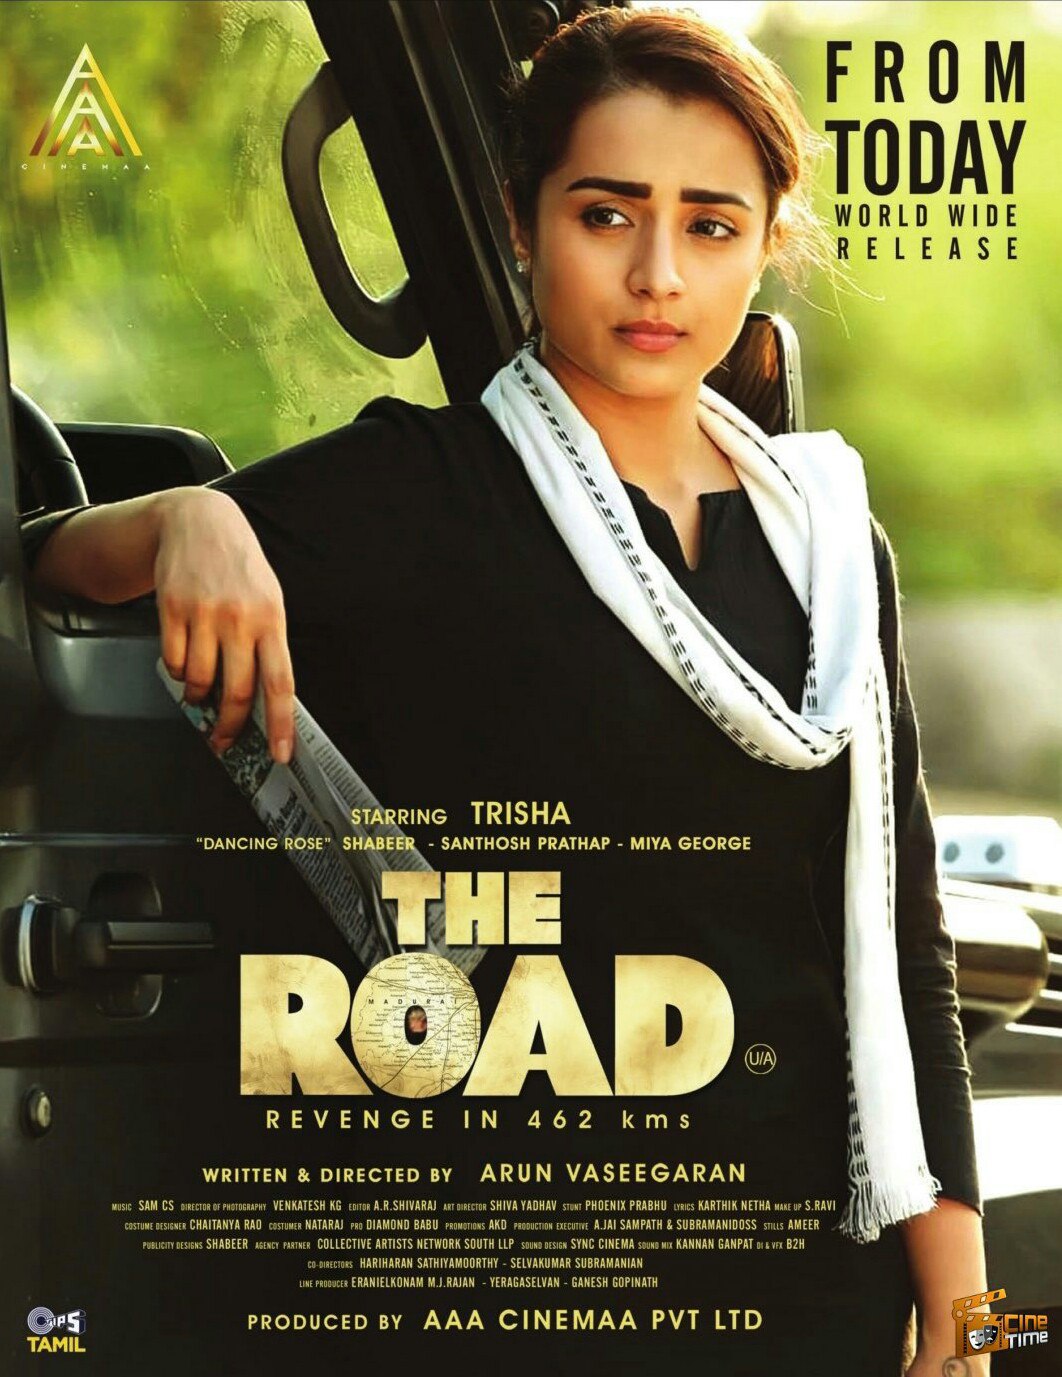 AAA
CINEMAA
FROM
TODAY
WORLD WIDE
RELEASE
STARRING TRISHA
"DANCING ROSE" SHABEER - SANTHOSH PRATHAP - MIYA GEORGE
THE
ROAD
MADURAI
U/A
REVENGE IN 462 kms
WRITTEN & DIRECTED BY ARUN VASEEGARAN
MUSIC SAM CS DIRECTOR OF PHOTOGRAPHY VENKATESH KG EDITOR A.R.SHIVARAJ ART DIRECTOR SHIVA YADHAV STUNT PHOENIX PRABHU LYRICS KARTHIK NETHA MAKE UP S.RAVI
COSTUME DESIGNER CHAITANYA RAO COSTUMER NATARAJ PRO DIAMOND BABU PROMOTIONS AKO PRODUCTION EXECUTIVE A.JAI SAMPATH & SUBRAMANIDOSS STILLS AMEER
PUBLICITY DESIGNS SHABEER AGENCY PARTNER COLLECTIVE ARTISTS NETWORK SOUTH LLP SOUND DESIGN SYNC CINEMA SOUND MIX KANNAN GANPAT DI & VFX B2H
CO-DIRECTORS HARIHARAN SATHIYAMOORTHY - SELVAKUMAR SUBRAMANIAN
LINE PRODUCER ERANIELKONAM M.J.RAJAN - YERAGASELVAN - GANESH GOPINATH
PRODUCED BY AAA CINEMAA PVT LTD
TIPS
TAMIL
CINE
TIME